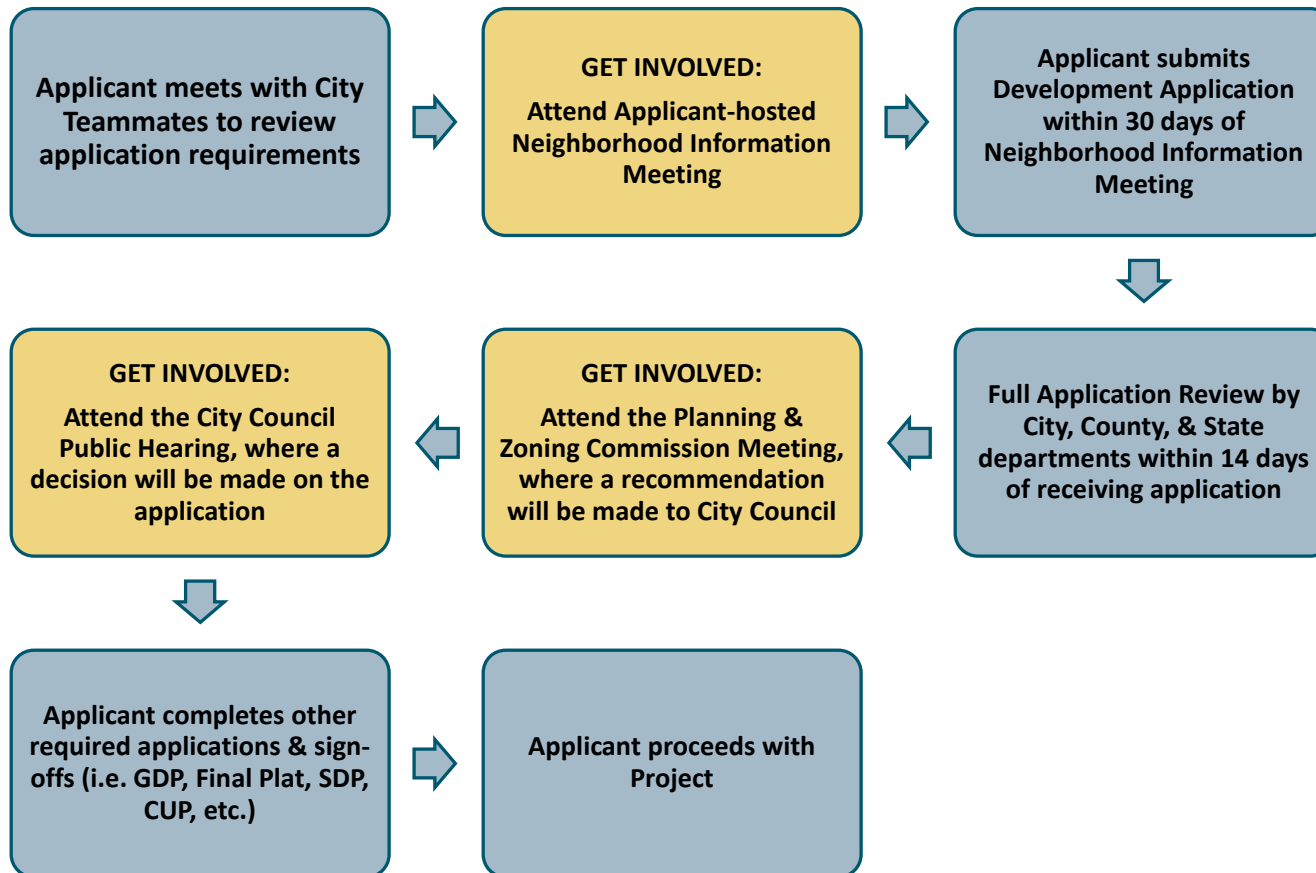 Applicant meets with City
Teammates to review
application requirements
GET INVOLVED:
Attend Applicant-hosted
Neighborhood Information
Meeting
Applicant submits
Development Application
within 30 days of
Neighborhood Information
Meeting
Full Application Review by
City, County, & State
departments within 14 days
of receiving application
GET INVOLVED:
Attend the Planning &
Zoning Commission Meeting,
where a recommendation
will be made to City Council
GET INVOLVED:
Attend the City Council
Public Hearing, where a
decision will be made on the
application
Applicant completes other
required applications & sign-
offs (i.e. GDP, Final Plat, SDP,
CUP, etc.)
Applicant proceeds with
Project